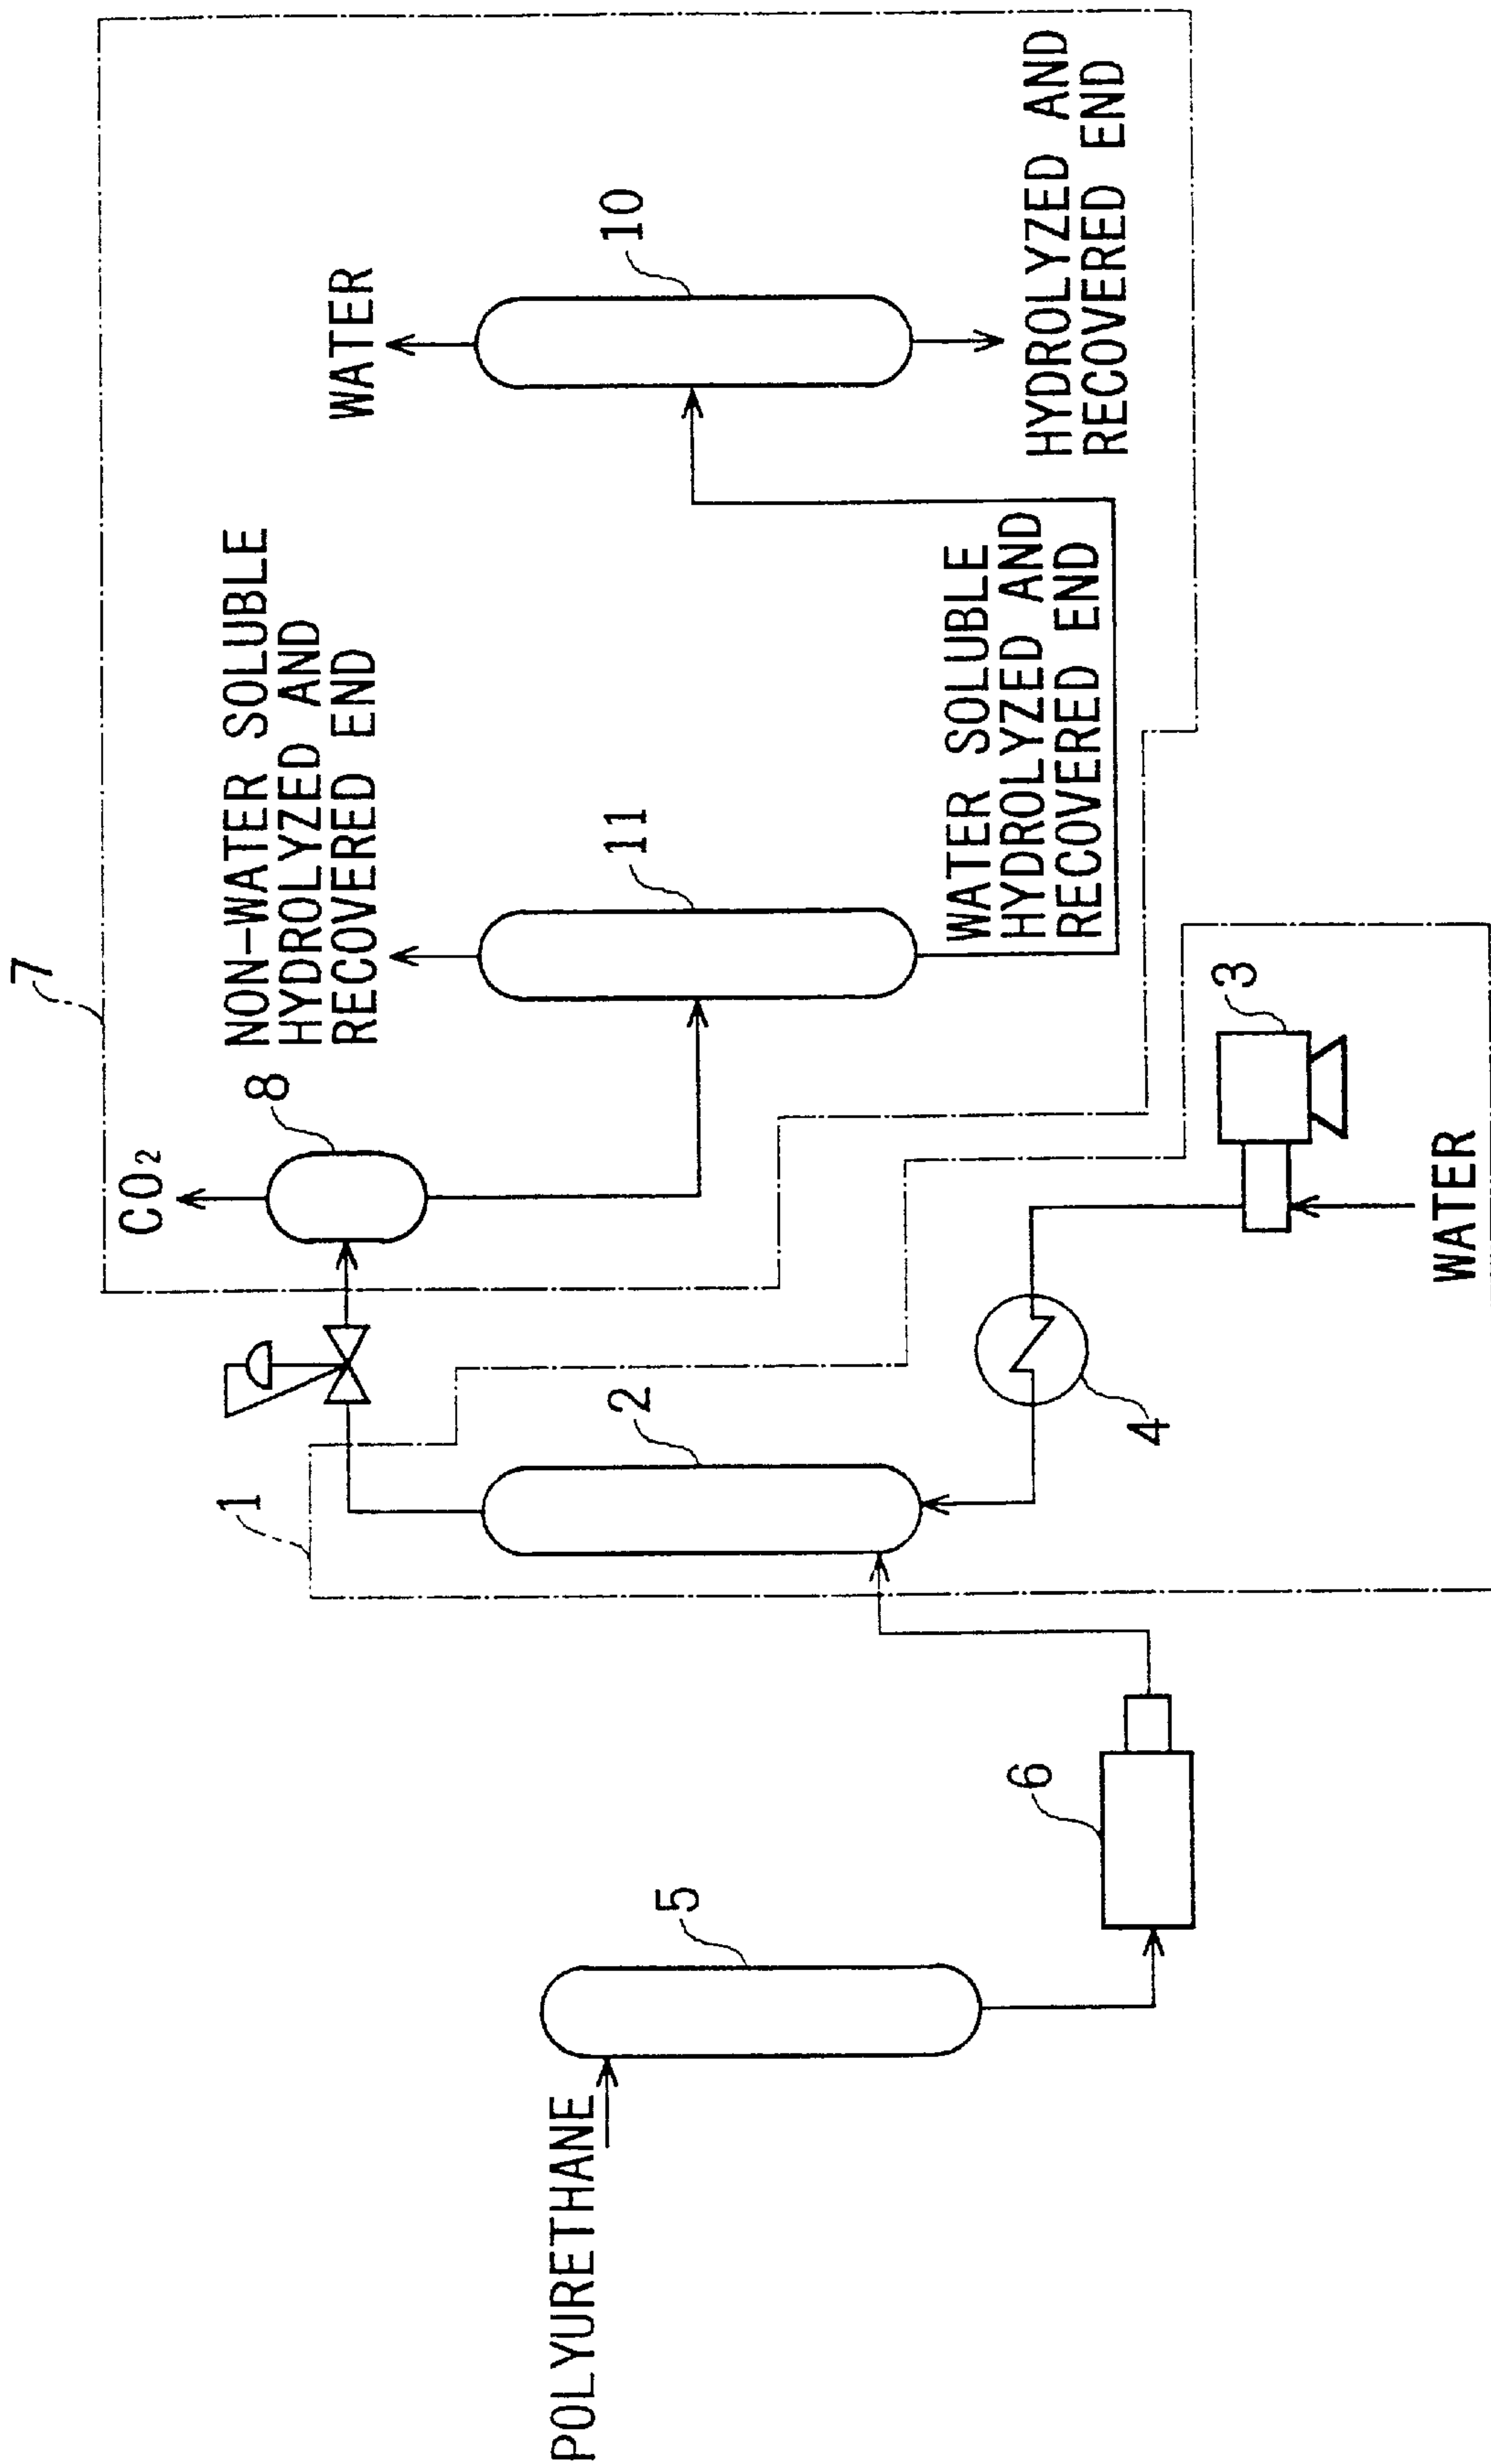 7
CO₂
8
NON-WATER SOLUBLE
HYDROLYZED AND
RECOVERED END
11
WATER
10
1
2
WATER SOLUBLE
HYDROLYZED AND
RECOVERED END
HYDROLYZED AND
RECOVERED END
4
3
WATER
POLYURETHANE
5
6